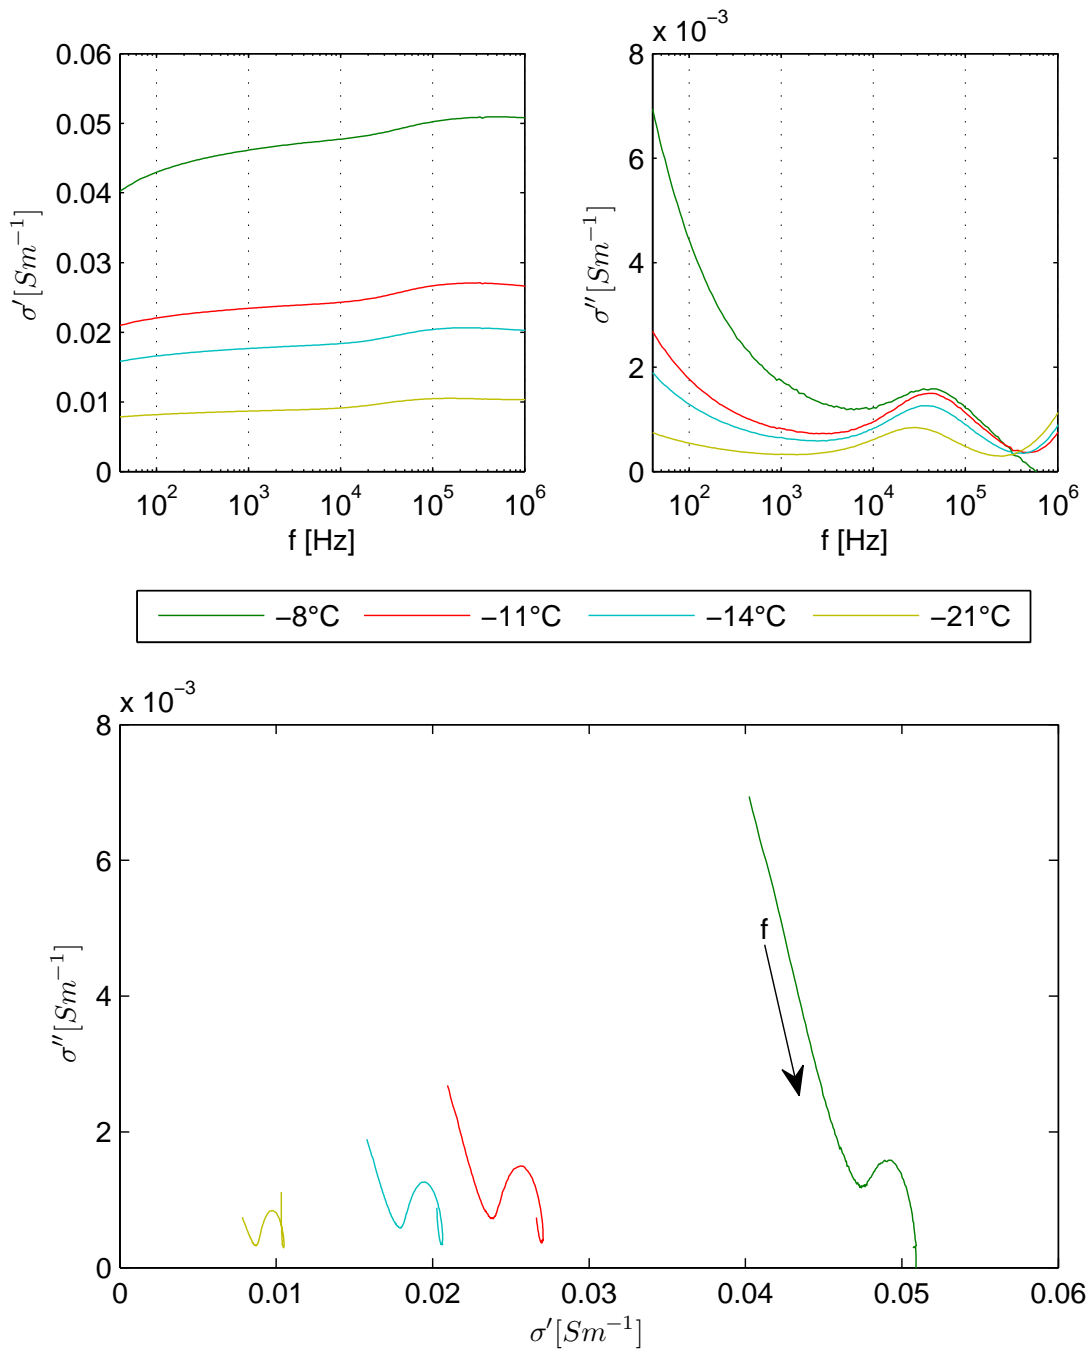 0.06
0.05
0.04
0.03
0.02
0.01
0
σ′[Sm⁻¹]
10² 10³ 10⁴ 10⁵ 10⁶
f [Hz]
x 10⁻³
8
6
4
2
0
σ′′[Sm⁻¹]
10² 10³ 10⁴ 10⁵ 10⁶
f [Hz]
−8°C −11°C −14°C −21°C
x 10⁻³
8
6
4
2
0
σ′′[Sm⁻¹]
f
0 0.01 0.02 0.03 0.04 0.05 0.06
σ′[Sm⁻¹]